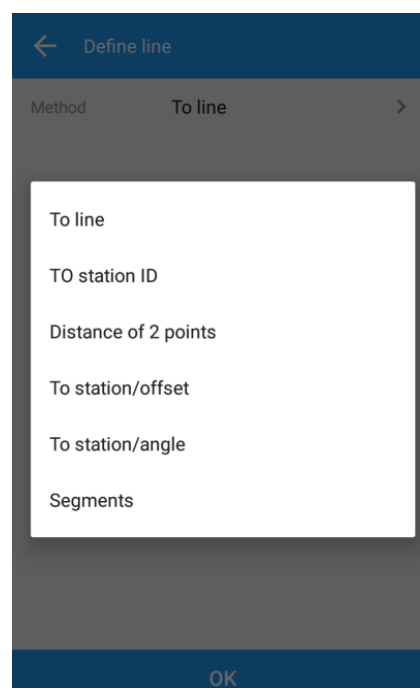 Define line
Method To line >
To line
TO station ID
Distance of 2 points
To station/offset
To station/angle
Segments
OK